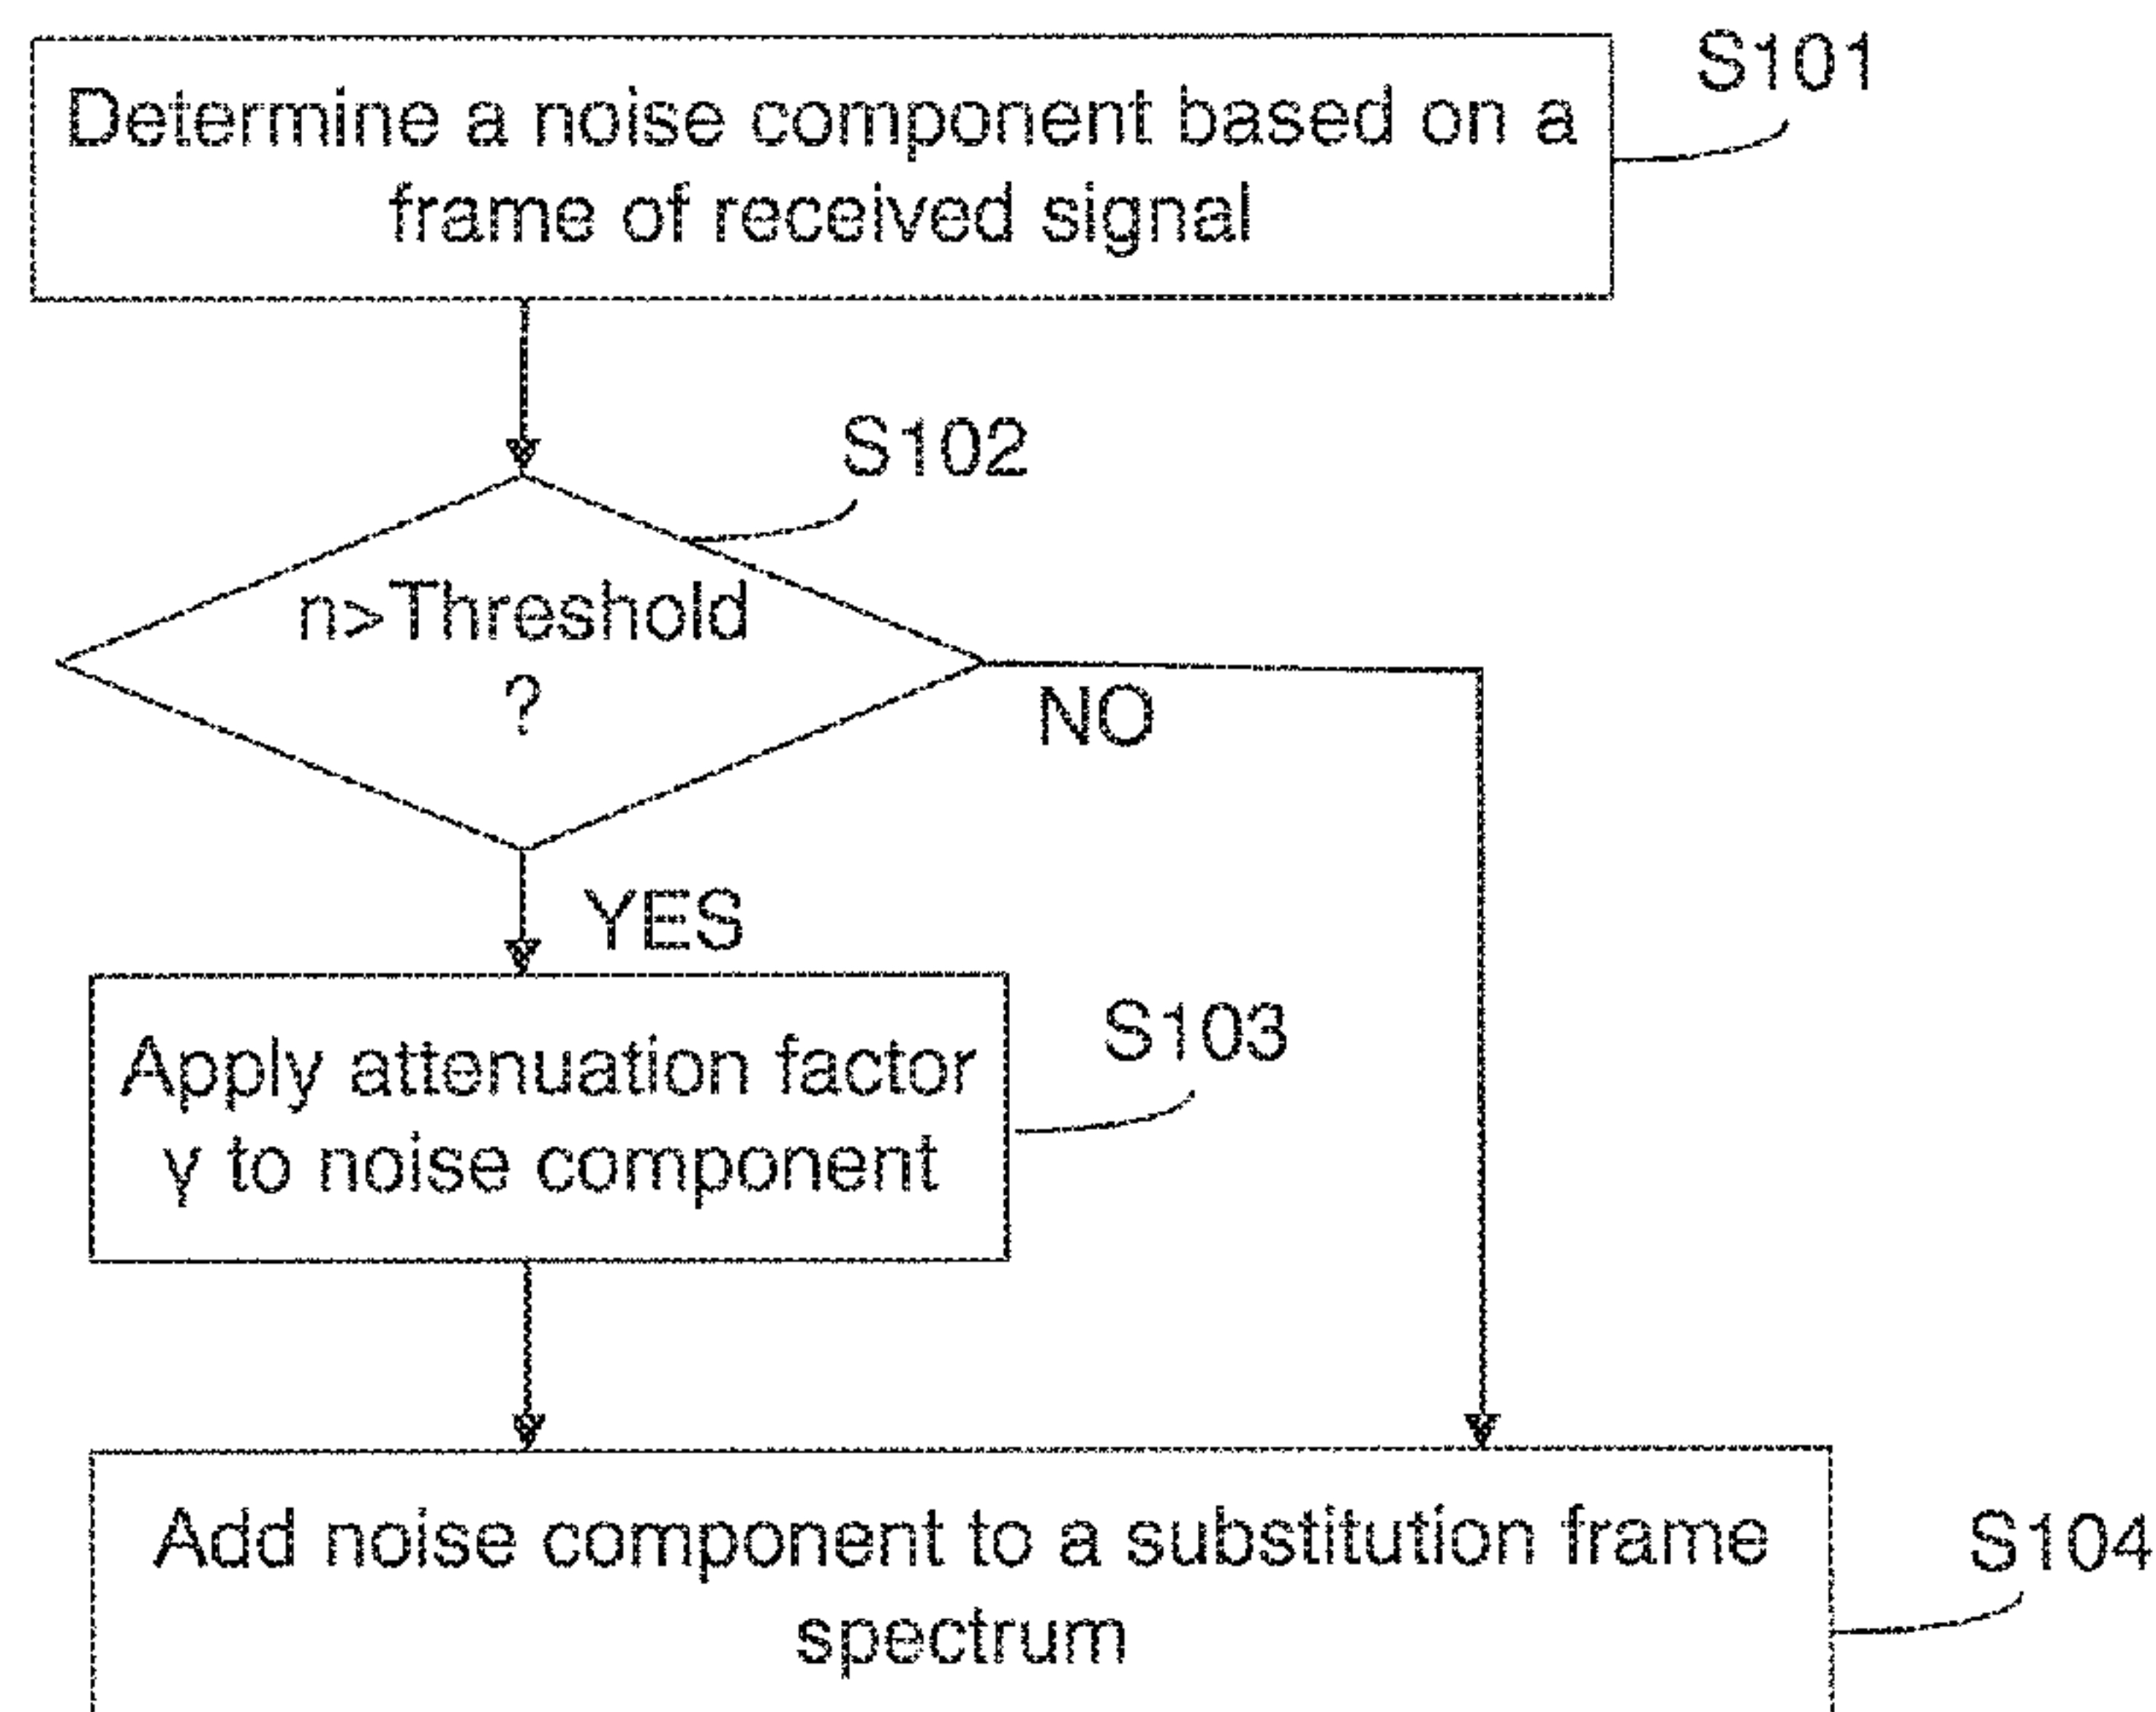 Determine a noise component based on a
frame of received signal
S101
S102
n>Threshold
?
NO
YES
Apply attenuation factor
γ to noise component
S103
Add noise component to a substitution frame
spectrum
S104